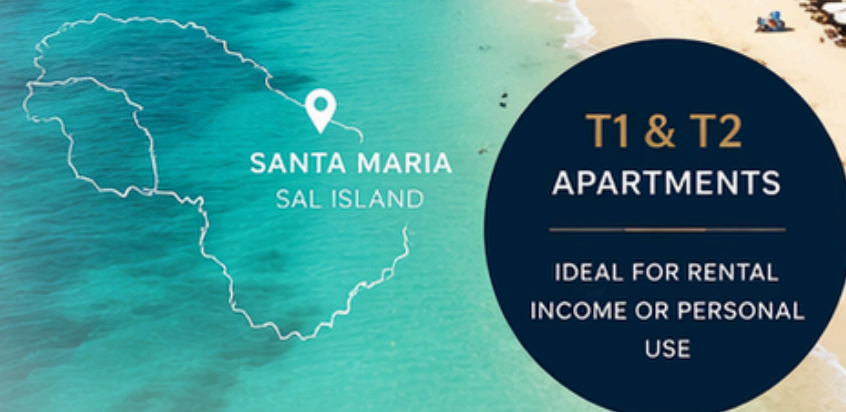 SANTA MARIA
SAL ISLAND
T1 & T2
APARTMENTS
IDEAL FOR RENTAL
INCOME OR PERSONAL
USE